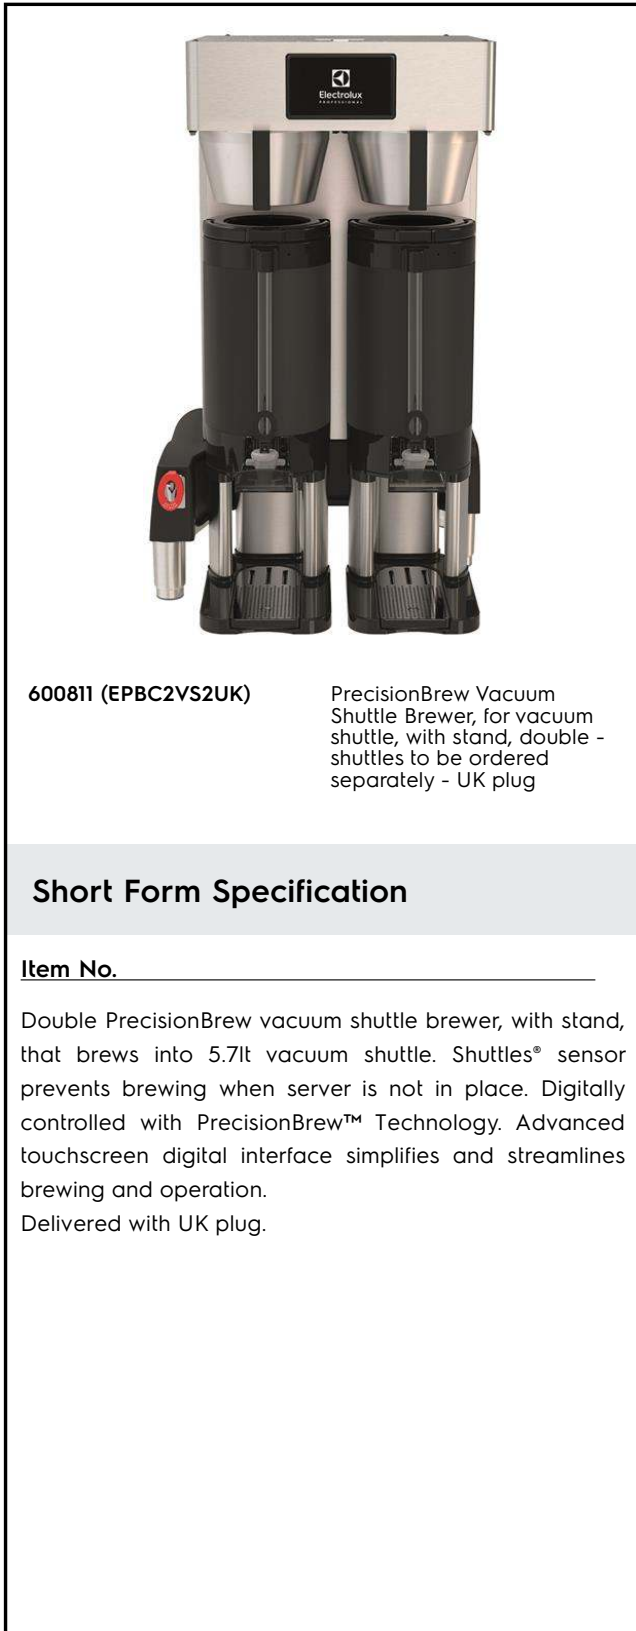 Electrolux
PROFESSIONAL
600811 (EPBC2VS2UK)
PrecisionBrew Vacuum
Shuttle Brewer, for vacuum
shuttle, with stand, double -
shuttles to be ordered
separately - UK plug
Short Form Specification
Item No.
Double PrecisionBrew vacuum shuttle brewer, with stand,
that brews into 5.7lt vacuum shuttle. Shuttles® sensor
prevents brewing when server is not in place. Digitally
controlled with PrecisionBrew™ Technology. Advanced
touchscreen digital interface simplifies and streamlines
brewing and operation.
Delivered with UK plug.